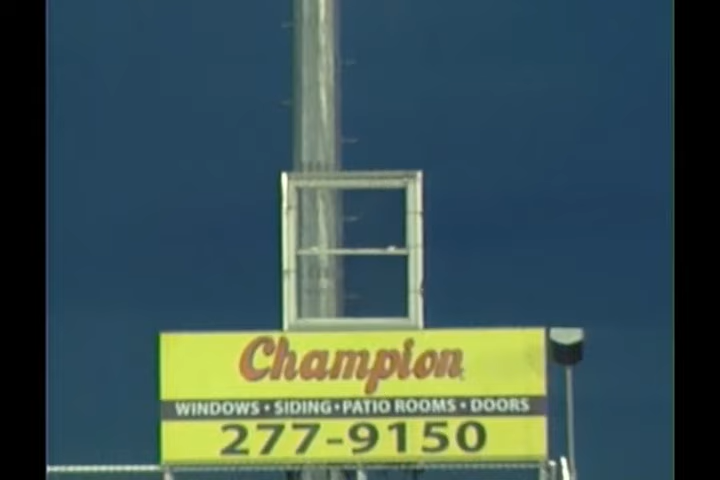 Champion
WINDOWS • SIDING • PATIO ROOMS • DOORS
277-9150